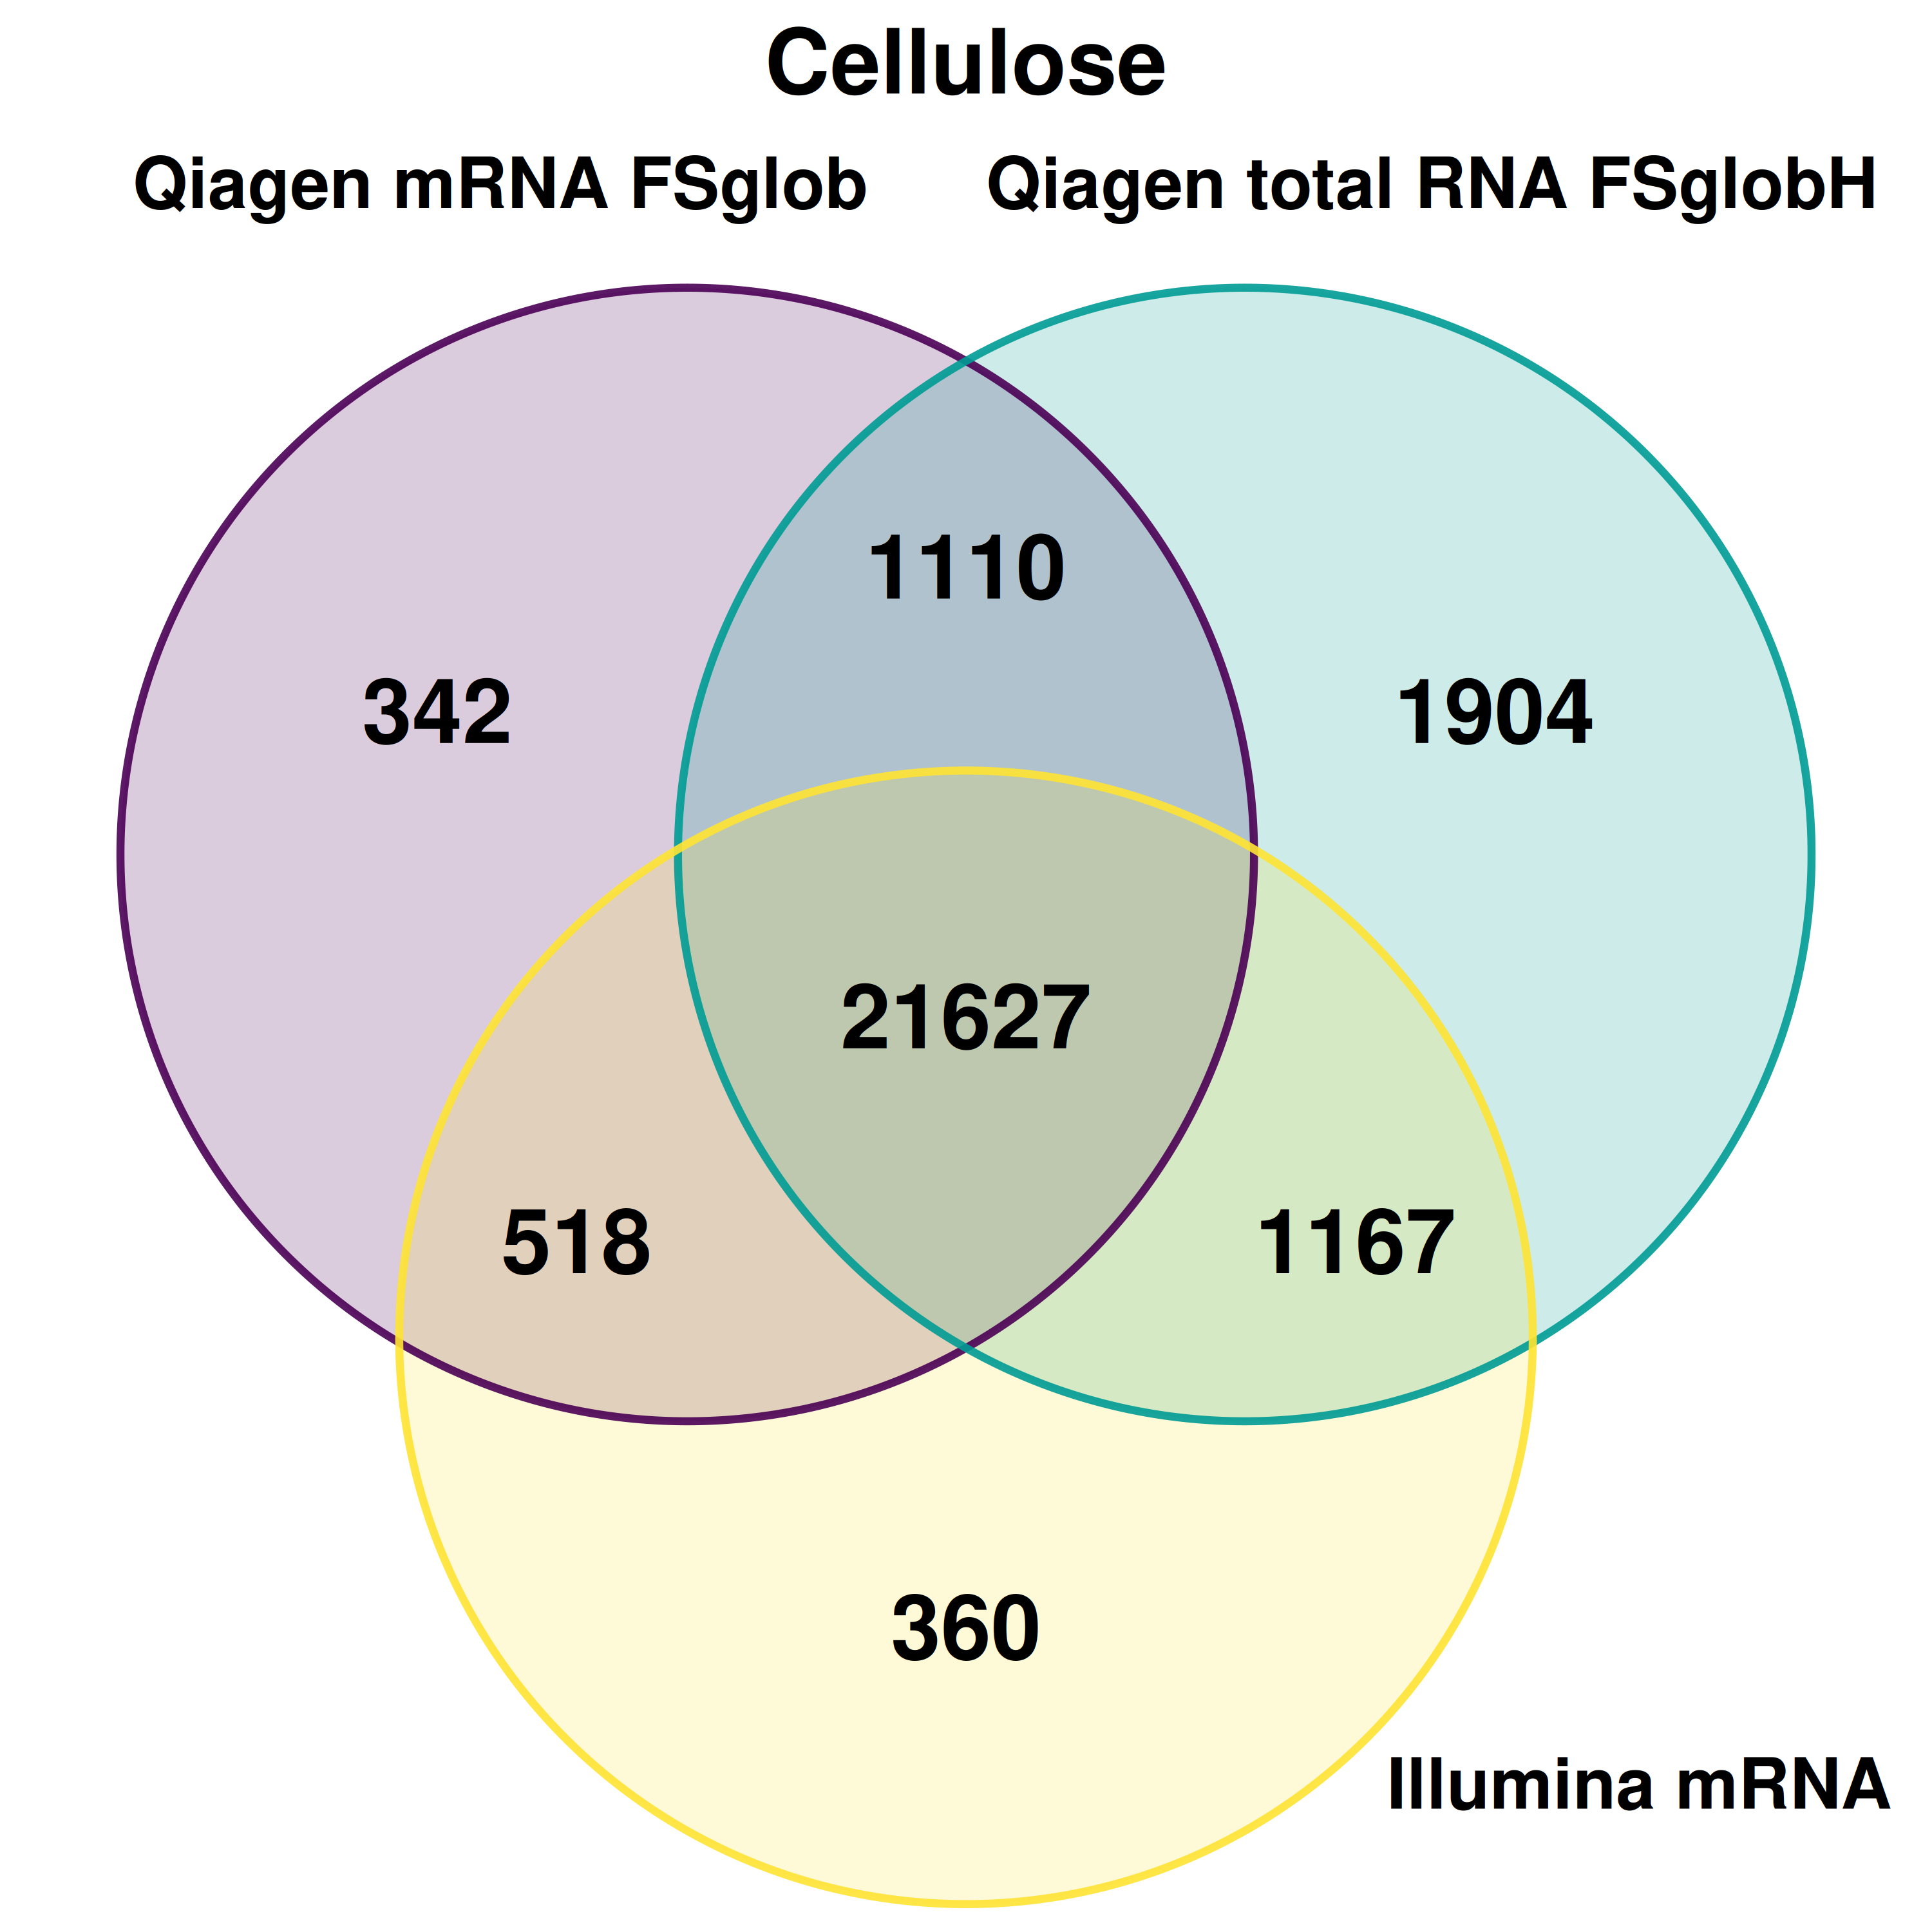 Cellulose
Qiagen mRNA FSglob
Qiagen total RNA FSglobH
1110
342
1904
21627
518
1167
360
Illumina mRNA